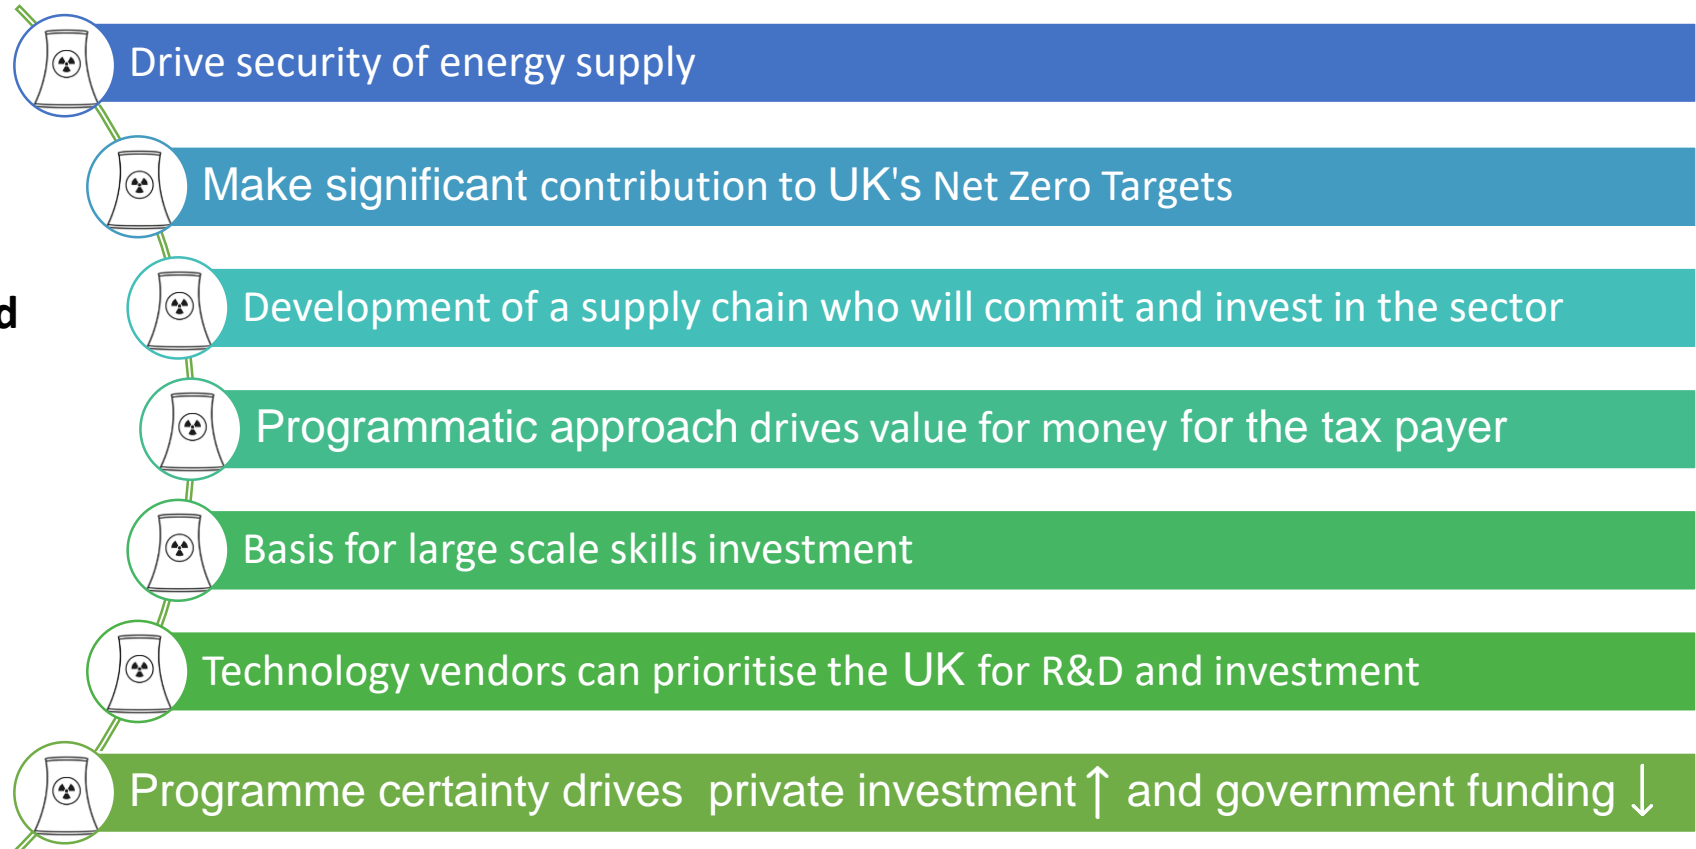 Drive security of energy supply
Make significant contribution to UK's Net Zero Targets
d
Development of a supply chain who will commit and invest in the sector
Programmatic approach drives value for money for the tax payer
Basis for large scale skills investment
Technology vendors can prioritise the UK for R&D and investment
Programme certainty drives  private investment↑ and government funding ↓